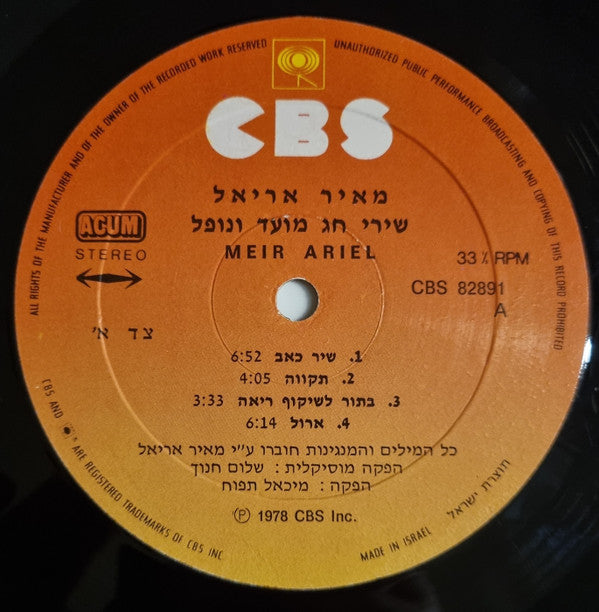 ALL RIGHTS OF THE MANUFACTURER AND OF THE OWNER OF THE RECORDED WORK RESERVED
UNAUTHORIZED PUBLIC PERFORMANCE BROADCASTING AND COPYING OF THIS RECORD PROHIBITED
CBS
מאיר אריאל
שירי חג מועד ונופל
MEIR ARIEL
ACUM
STEREO
33⅓ RPM
CBS 82891
A
צד א'
1. שיר כאב 6:52
2. תקווה 4:05
3. בתור לשיקוף ריאה 3:33
4. ארול 6:14
כל המילים והמנגינות חוברו ע״י מאיר אריאל
הפקה מוסיקלית: שלום חנוך
הפקה: מיכאל תפוח
Ⓟ 1978 CBS Inc.
CBS AND ARE REGISTERED TRADEMARKS OF CBS INC
MADE IN ISRAEL
תוצרת ישראל